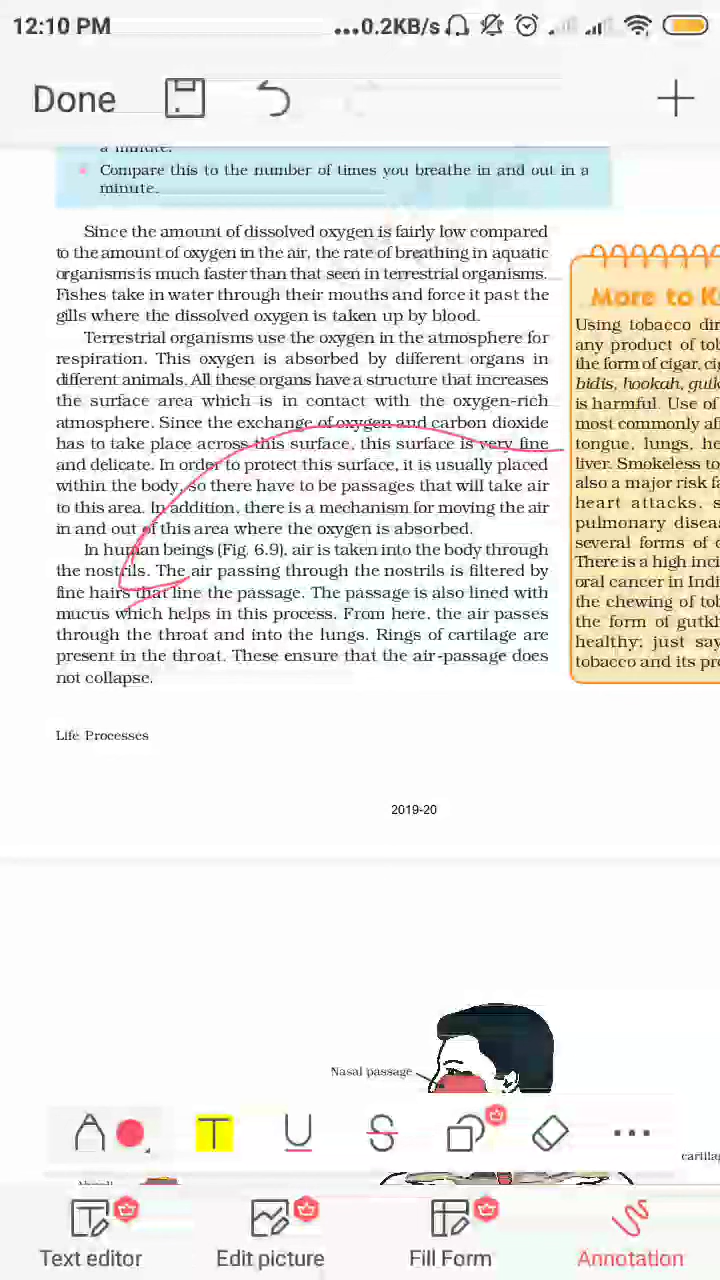 12:10 PM
...0.2KB/s
Done
a minute.
Compare this to the number of times you breathe in and out in a
minute.
Since the amount of dissolved oxygen is fairly low compared
to the amount of oxygen in the air, the rate of breathing in aquatic
organisms is much faster than that seen in terrestrial organisms.
Fishes take in water through their mouths and force it past the
gills where the dissolved oxygen is taken up by blood.
Terrestrial organisms use the oxygen in the atmosphere for
respiration. This oxygen is absorbed by different organs in
different animals. All these organs have a structure that increases
the surface area which is in contact with the oxygen-rich
atmosphere. Since the exchange of oxygen and carbon dioxide
has to take place across this surface, this surface is very fine
and delicate. In order to protect this surface, it is usually placed
within the body, so there have to be passages that will take air
to this area. In addition, there is a mechanism for moving the air
in and out of this area where the oxygen is absorbed.
In human beings (Fig. 6.9), air is taken into the body through
the nostrils. The air passing through the nostrils is filtered by
fine hairs that line the passage. The passage is also lined with
mucus which helps in this process. From here, the air passes
through the throat and into the lungs. Rings of cartilage are
present in the throat. These ensure that the air-passage does
not collapse.
More to K
Using tobacco dir
any product of tob
the form of cigar, cig
bidis, hookah, gutk
is harmful. Use of
most commonly aff
tongue, lungs, he
liver. Smokeless to
also a major risk fa
heart attacks, s
pulmonary diseas
several forms of c
There is a high inci
oral cancer in Indi
the chewing of tob
the form of gutkh
healthy; just say
tobacco and its pro
Life Processes
2019-20
Nasal passage
cartilag
T
U
S
Text editor
Edit picture
Fill Form
Annotation